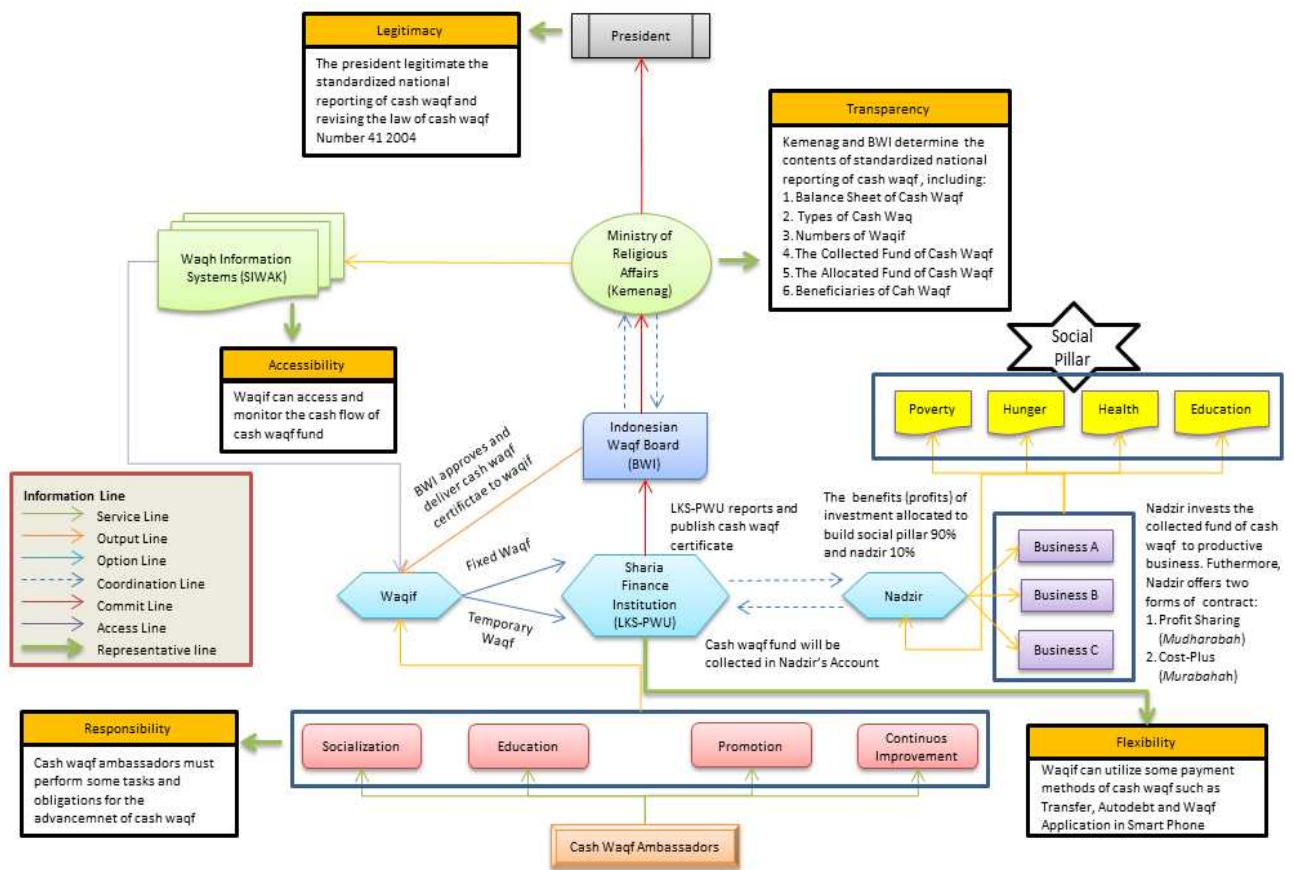 Legitimacy
The president legitimate the
standardized national
reporting of cash waqf and
revising the law of cash waqf
Number 41 2004
President
Transparency
Kemenag and BWI determine the
contents of standardized national
reporting of cash waqf , including:
1. Balance Sheet of Cash Waqf
2. Types of Cash Waq
3. Numbers of Waqif
4. The Collected Fund of Cash Waqf
5. The Allocated Fund of Cash Waqf
6. Beneficiaries of Cah Waqf
Waqh Information
Systems (SIWAK)
Ministry of
Religious
Affairs
(Kemenag)
Accessibility
Waqif can access and
monitor the cash flow of
cash waqf fund
Social
Pillar
Poverty
Hunger
Health
Education
Indonesian
Waqf Board
(BWI)
BWI approves and
deliver cash waqf
certifictae to waqif
Information Line
Service Line
Output Line
Option Line
Coordination Line
Commit Line
Access Line
Representative line
LKS-PWU reports and
publish cash waqf
certificate
The benefits (profits) of
investment allocated to
build social pillar 90%
and nadzir 10%
Nadzir invests the
collected fund of cash
waqf to productive
business. Futhermore,
Nadzir offers two
forms of contract:
1. Profit Sharing
(Mudharabah)
2. Cost-Plus
(Murabahah)
Business A
Business B
Business C
Waqif
Fixed Waqf
Temporary
Waqf
Sharia
Finance
Institution
(LKS-PWU)
Nadzir
Cash waqf fund will be
collected in Nadzir's Account
Responsibility
Cash waqf ambassadors must
perform some tasks and
obligations for the
advancemnet of cash waqf
Socialization
Education
Promotion
Continuos
Improvement
Flexibility
Waqif can utilize some payment
methods of cash waqf such as
Transfer, Autodebt and Waqf
Application in Smart Phone
Cash Waqf Ambassadors